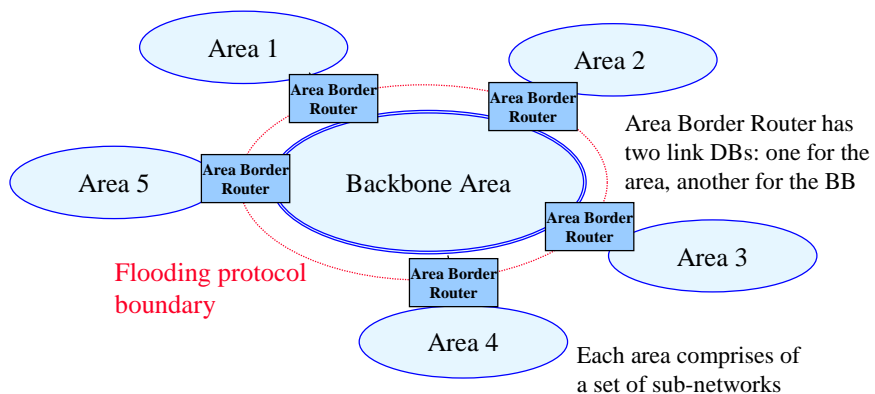 Area 1
Area 2
Area Border
Router
Area Border
Router
Area Border Router has
two link DBs: one for the
area, another for the BB
Area 5
Area Border
Router
Backbone Area
Area Border
Router
Area 3
Flooding protocol
boundary
Area Border
Router
Area 4
Each area comprises of
a set of sub-networks